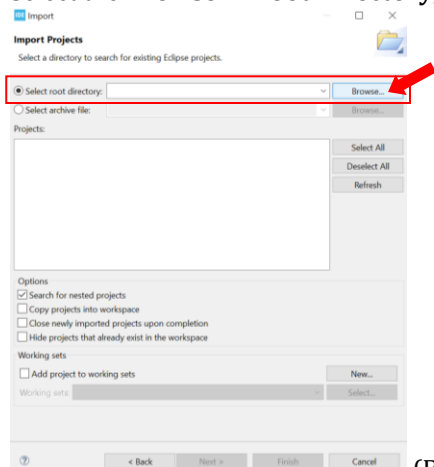 Import
Import Projects
Select a directory to search for existing Eclipse projects.
Select root directory:
Browse...
Select archive file:
Browse...
Projects:
Select All
Deselect All
Refresh
Options
Search for nested projects
Copy projects into workspace
Close newly imported projects upon completion
Hide projects that already exist in the workspace
Working sets
Add project to working sets
New...
Working sets:
Select...
< Back
Next >
Finish
Cancel